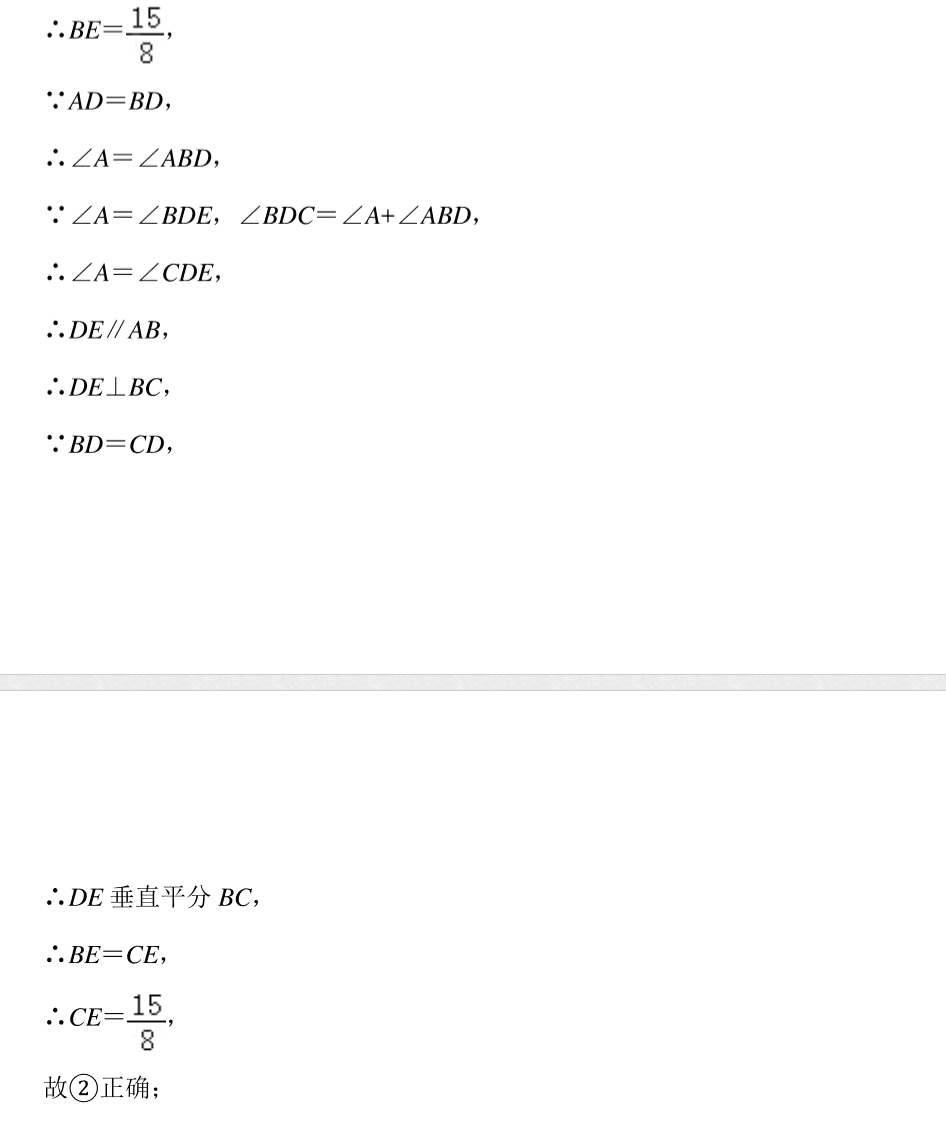 ∴BE=15/8，
∵AD=BD，
∴∠A=∠ABD，
∵∠A=∠BDE，∠BDC=∠A+∠ABD，
∴∠A=∠CDE，
∴DE∥AB，
∴DE⊥BC，
∵BD=CD，
∴DE 垂直平分 BC，
∴BE=CE，
∴CE=15/8，
故②正确；